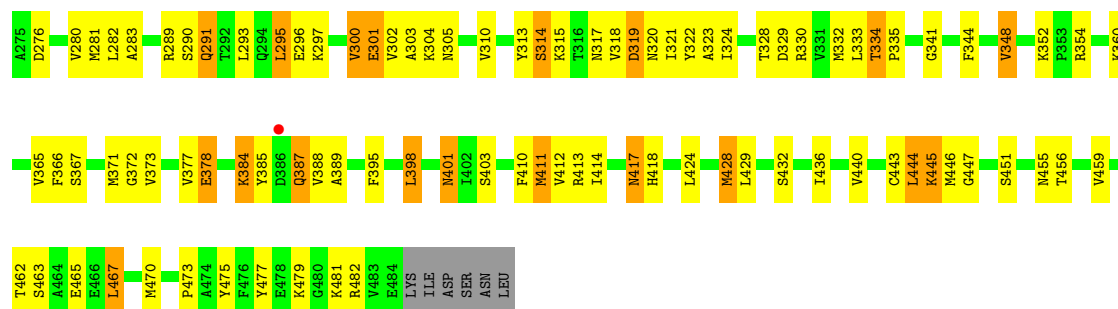 A275 D276 V280 M281 L282 A283 R289 S290 Q291 T292 L293 Q294 L295 E296 K297 V300 E301 V302 A303 K304 N305 V310 Y313 S314 K315 T316 N317 V318 D319 N320 I321 Y322 A323 I324 T328 D329 R330 V331 M332 L333 T334 P335 G341 F344 V348 K352 P353 R354
V365 F366 S367 M371 G372 V373 V377 E378 K384 Y385 D386 Q387 V388 A389 F395 L398 N401 I402 S403 F410 M411 V412 R413 I414 N417 H418 L424 M428 L429 S432 I436 V440 C443 L444 K445 M446 G447 S451 N455 T456 V459
T462 S463 A464 E465 E466 L467 M470 P473 A474 Y475 F476 Y477 E478 K479 G480 K481 R482 V483 E484 LYS ILE ASP SER ASN LEU